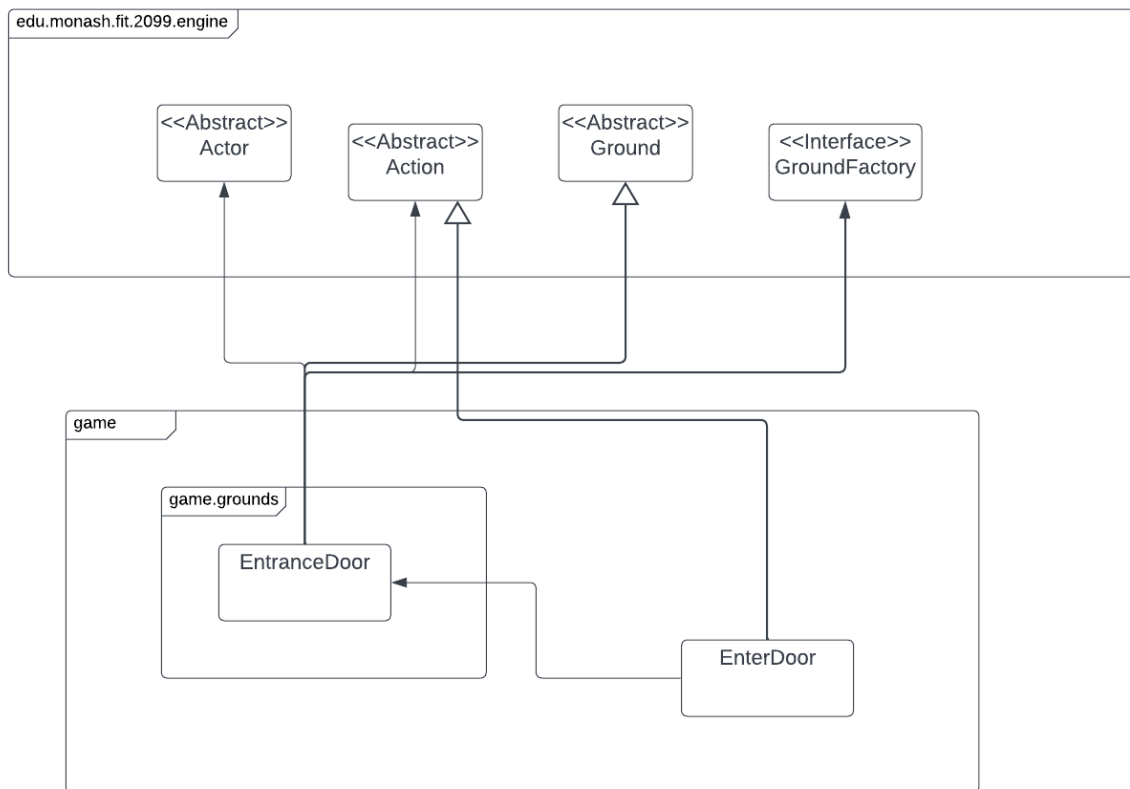 edu.monash.fit.2099.engine
<<Abstract>>
Actor
<<Abstract>>
Action
<<Abstract>>
Ground
<<Interface>>
GroundFactory
game
game.grounds
EntranceDoor
EnterDoor